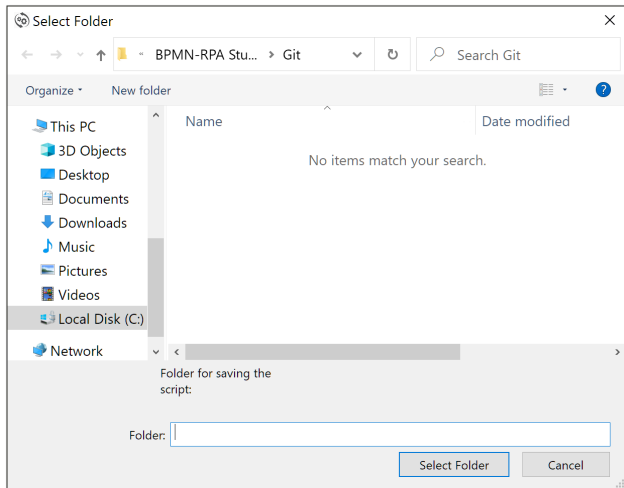 Select Folder
« BPMN-RPA Stu... > Git
Search Git
Organize
New folder
?
This PC
3D Objects
Desktop
Documents
Downloads
Music
Pictures
Videos
Local Disk (C:)
Network
Name
Date modified
No items match your search.
Folder for saving the
script:
Folder:
Select Folder
Cancel